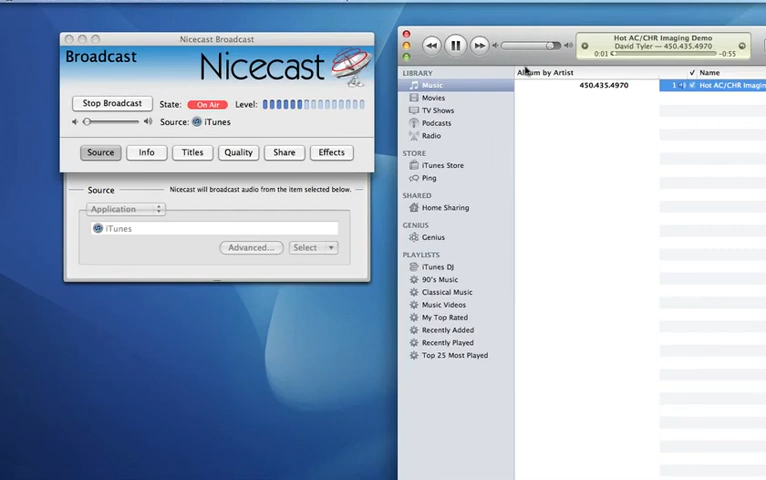 Nicecast Broadcast
Broadcast
Nicecast
Stop Broadcast
State:
On Air
Level:
Source:
iTunes
Source
Info
Titles
Quality
Share
Effects
Source
Nicecast will broadcast audio from the item selected below.
Application
iTunes
Advanced...
Select
Hot AC/CHR Imaging Demo
David Tyler — 450.435.4970
0:01
-0:55
LIBRARY
Music
Movies
TV Shows
Podcasts
Radio
STORE
iTunes Store
Ping
SHARED
Home Sharing
GENIUS
Genius
PLAYLISTS
iTunes DJ
90's Music
Classical Music
Music Videos
My Top Rated
Recently Added
Recently Played
Top 25 Most Played
Album by Artist
Name
450.435.4970
1
Hot AC/CHR Imagin